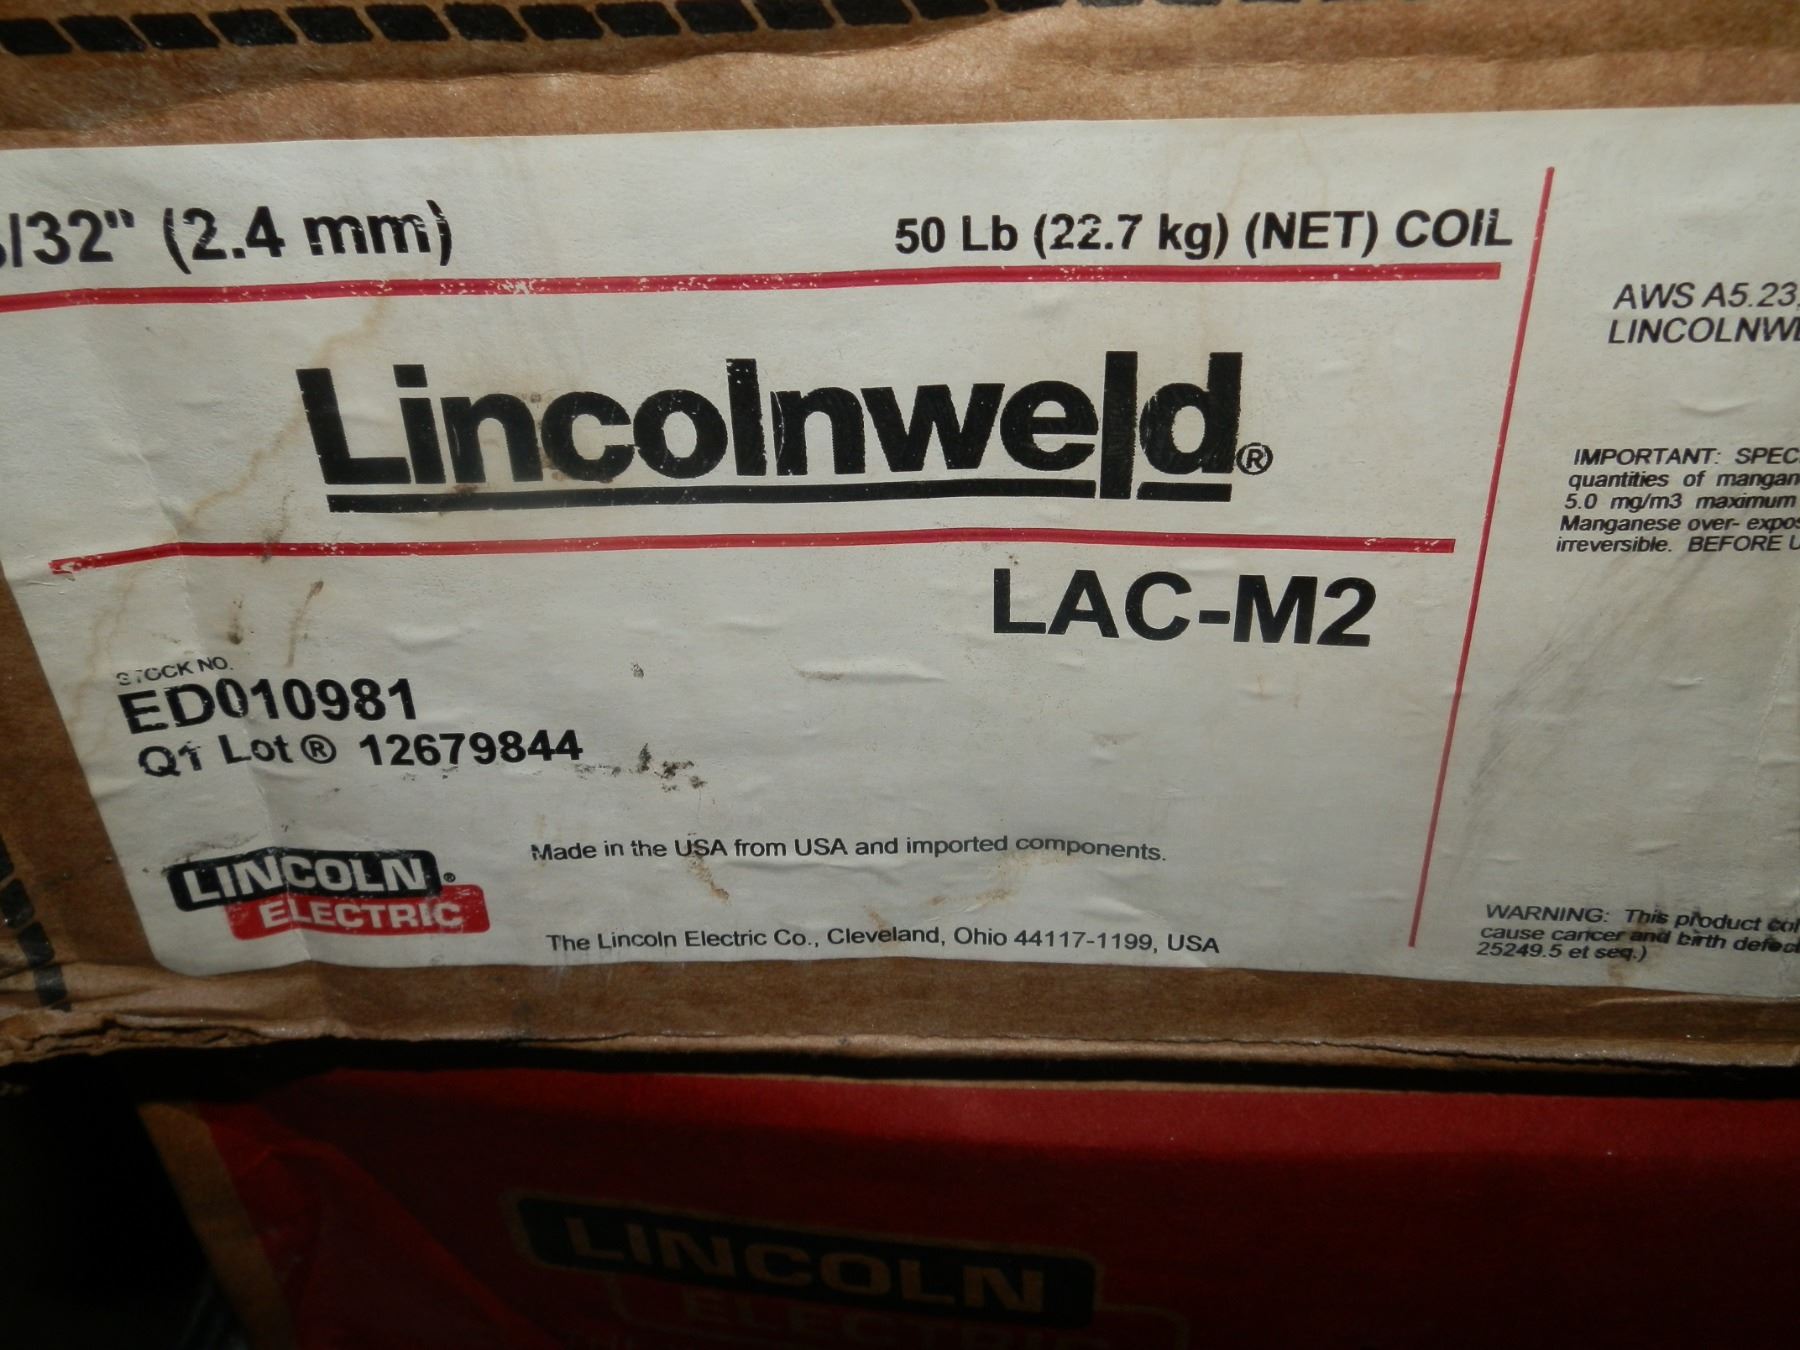 /32" (2.4 mm)
50 Lb (22.7 kg) (NET) COIL
Lincolnweld®
LAC-M2
STOCK NO.
ED010981
Q1 Lot ® 12679844
LINCOLN®
ELECTRIC
Made in the USA from USA and imported components.
The Lincoln Electric Co., Cleveland, Ohio 44117-1199, USA
AWS A5.23
LINCOLNW
IMPORTANT: SPEC
quantities of mangan
5.0 mg/m3 maximum
Manganese over- expos
irreversible. BEFORE U
WARNING: This product
cause cancer and birth defec
25249.5 et seq.)
LINCOLN
ELECTRIC